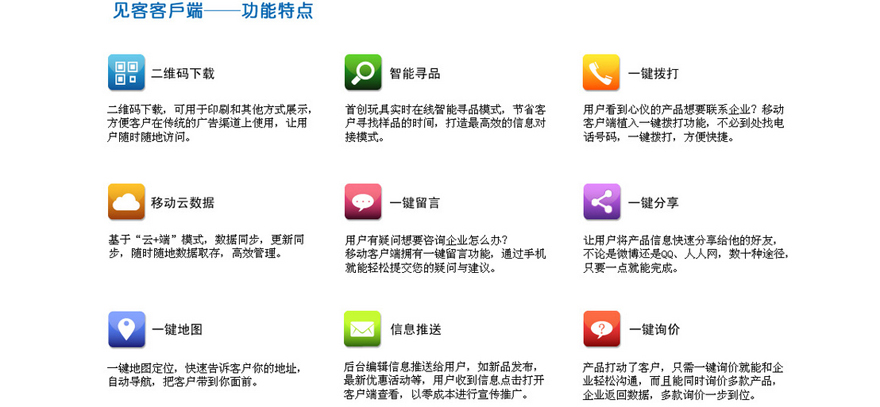 见客客戶端——功能特点
二维码下载
二维码下载，可用于印刷和其他方式展示，
方便客户在传统的广告渠道上使用，让用
户随时随地访问。
智能寻品
首创玩具实时在线智能寻品模式，节省客
户寻找样品的时间，打造最高效的信息对
接模式。
一键拨打
用户看到心仪的产品想要联系企业？移动
客户端植入一键拨打功能，不必到处找电
话号码，一键拨打，方便快捷。
移动云数据
基于“云+端”模式，数据同步，更新同
步，随时随地数据取存，高效管理。
一键留言
用户有疑问想要咨询企业怎么办？
移动客户端拥有一键留言功能，通过手机
就能轻松提交您的疑问与建议。
一键分享
让用户将产品信息快速分享给他的好友，
不论是微博还是QQ、人人网，数十种途径，
只要一点就能完成。
一键地图
一键地图定位，快速告诉客户你的地址，
自动导航，把客户带到你面前。
信息推送
后台编辑信息推送给用户，如新品发布，
最新优惠活动等，用户收到信息点击打开
客户端查看，以零成本进行宣传推广。
一键询价
产品打动了客户，只需一键询价就能和企
业轻松沟通，而且能同时询价多款产品，
企业返回数据，多款询价一步到位。